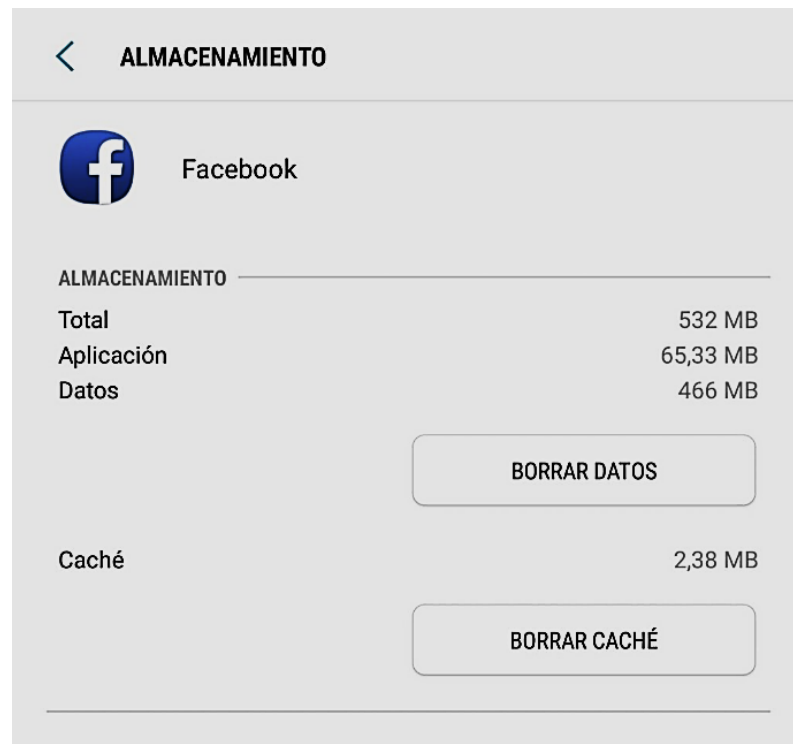 ALMACENAMIENTO
Facebook
ALMACENAMIENTO
Total 532 MB
Aplicación 65,33 MB
Datos 466 MB
BORRAR DATOS
Caché 2,38 MB
BORRAR CACHÉ